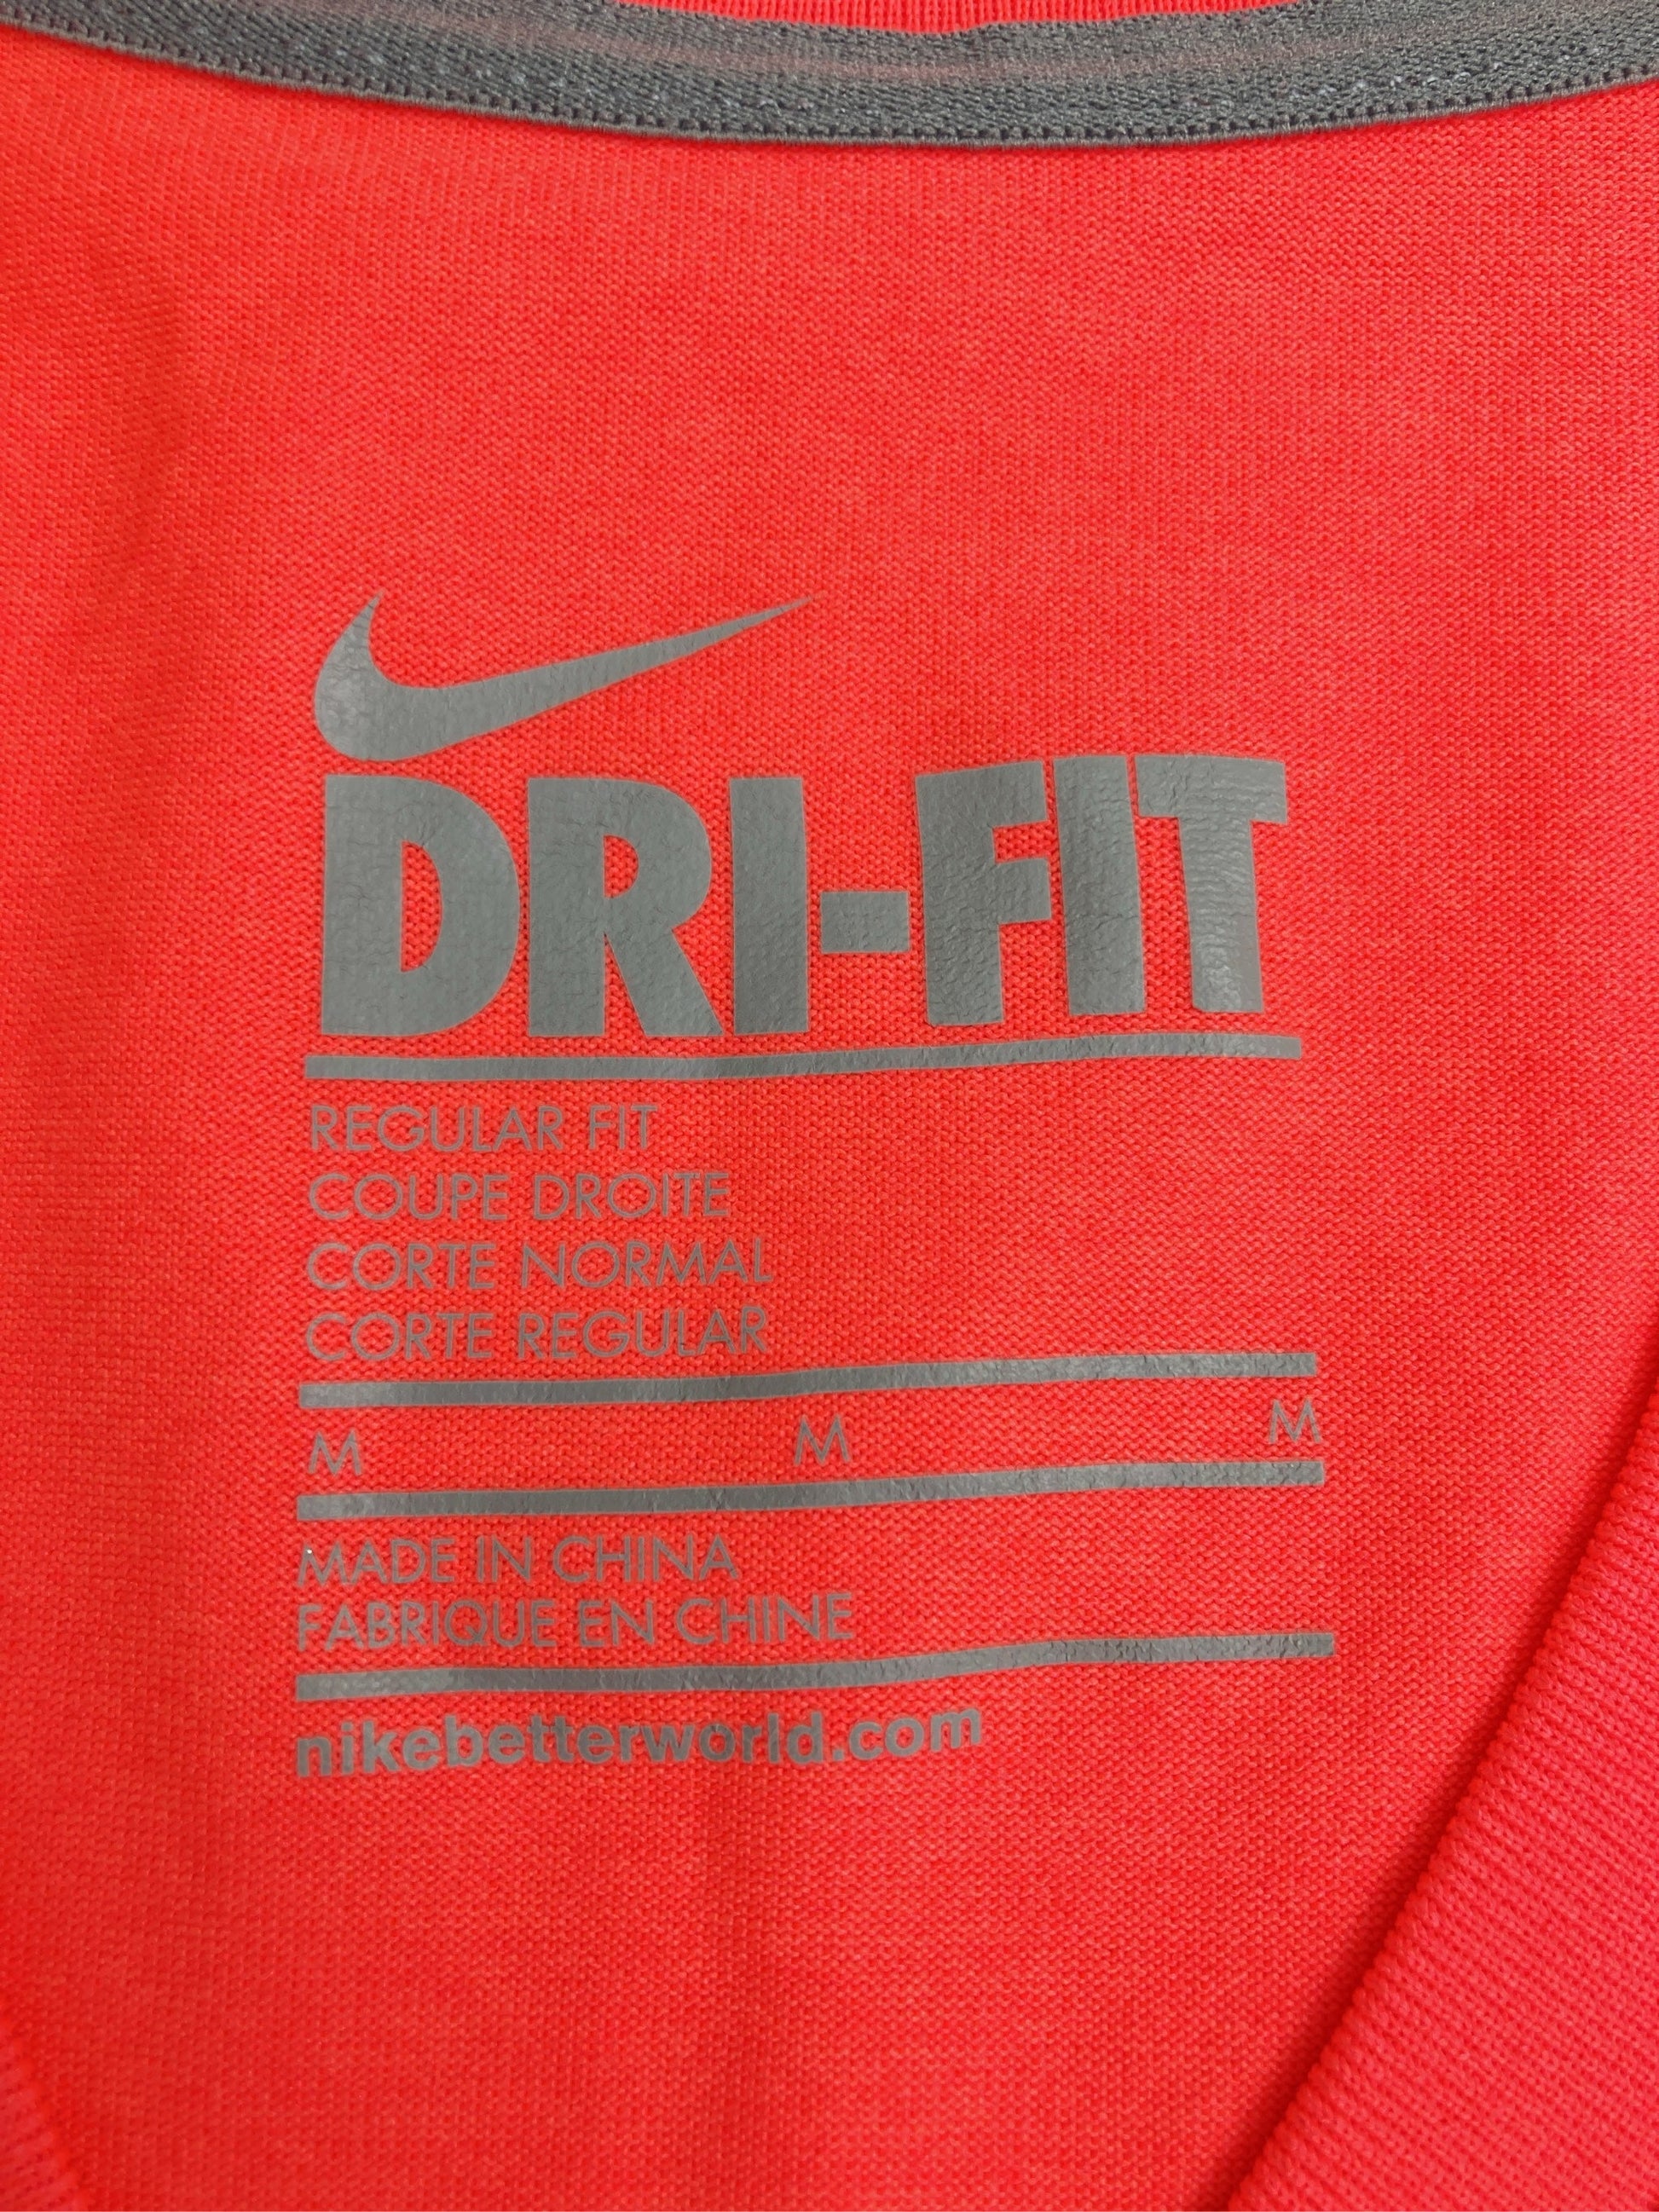 DRI-FIT
REGULAR FIT
COUPE DROITE
CORTE NORMAL
CORTE REGULAR
M M M
MADE IN CHINA
FABRIQUE EN CHINE
nikebetterworld.com